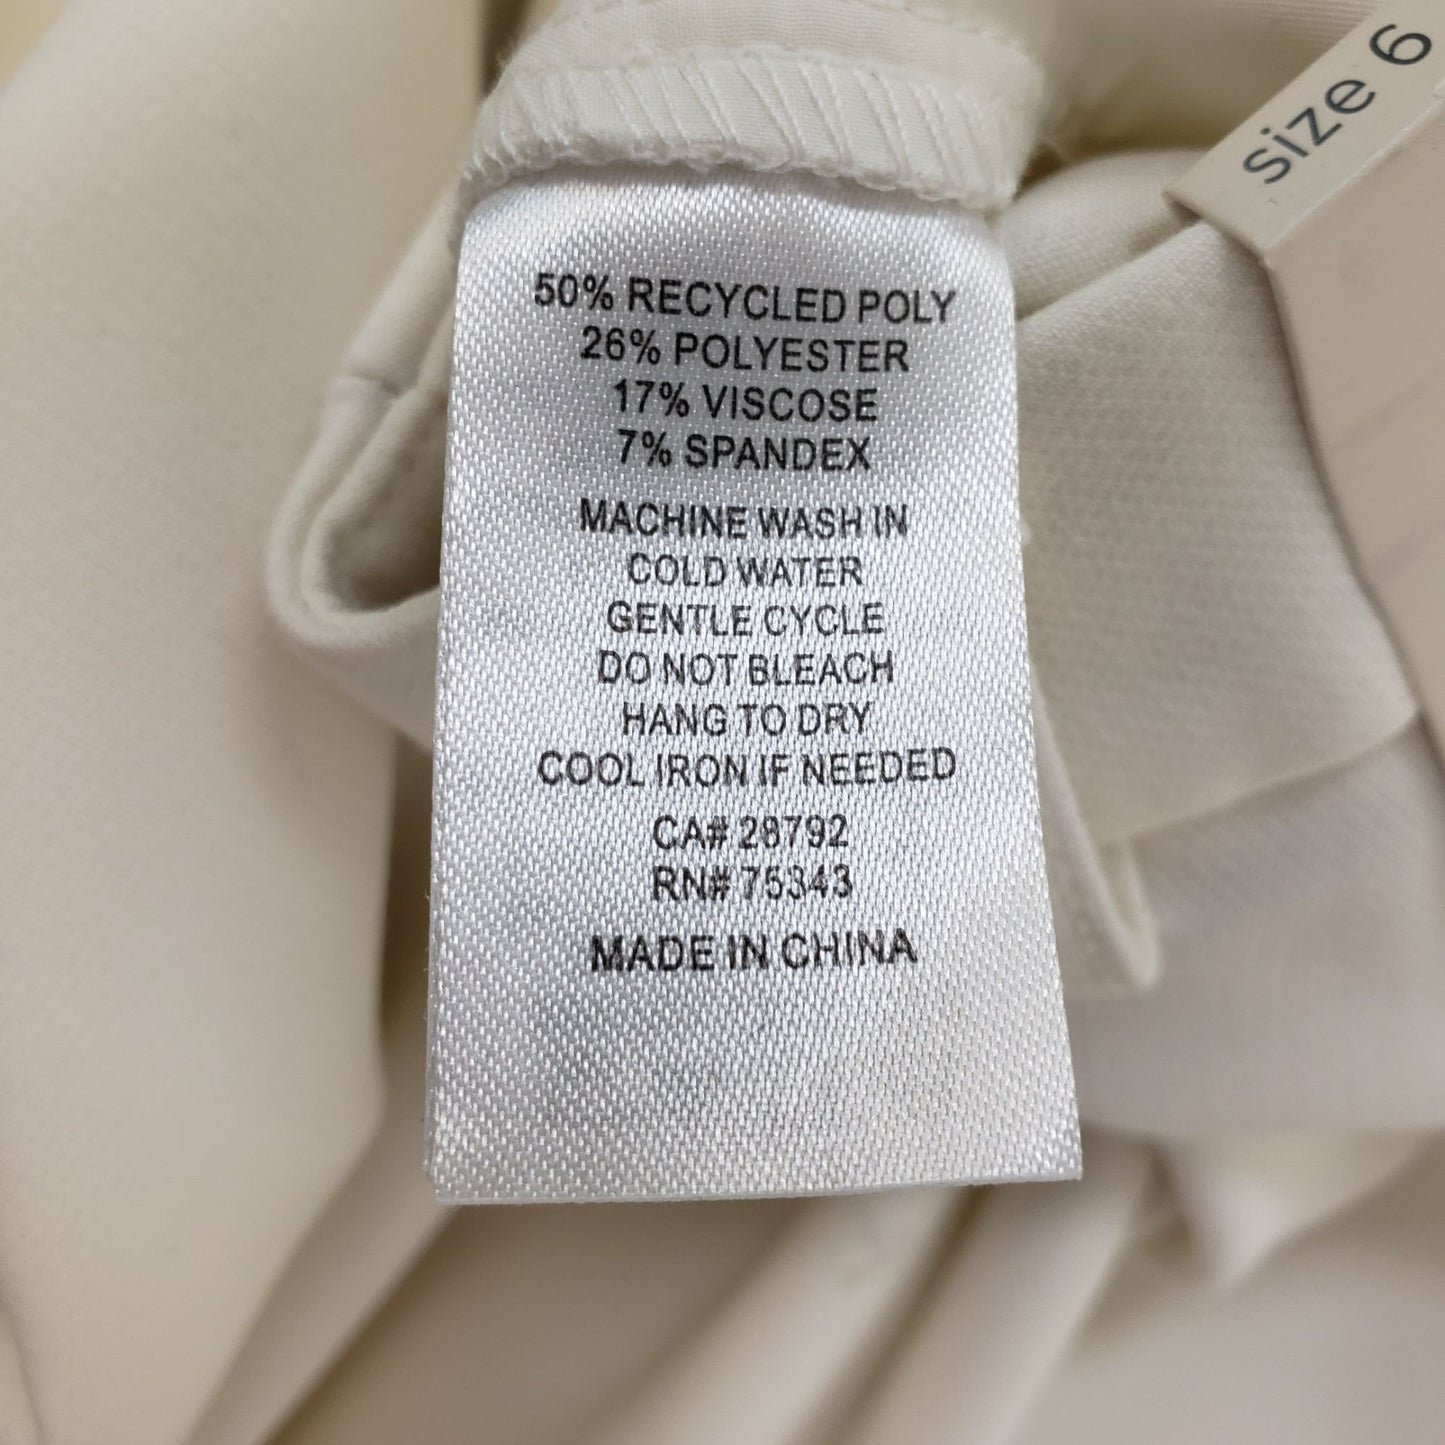 size 6
50% RECYCLED POLY
26% POLYESTER
17% VISCOSE
7% SPANDEX
MACHINE WASH IN
COLD WATER
GENTLE CYCLE
DO NOT BLEACH
HANG TO DRY
COOL IRON IF NEEDED
CA# 28792
RN# 75343
MADE IN CHINA